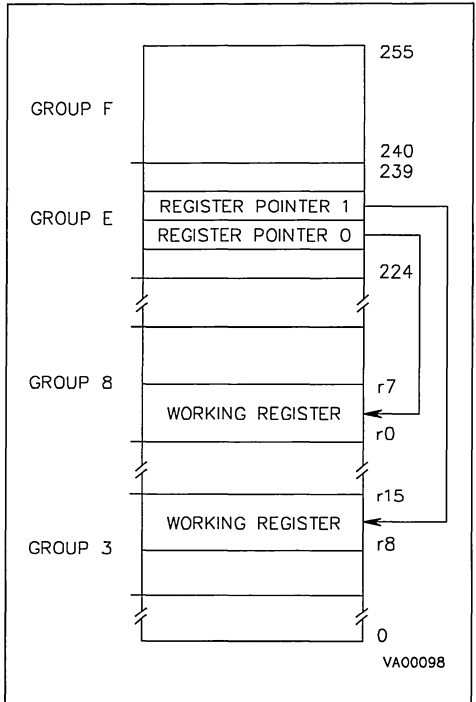 255
GROUP F
240
239
GROUP E
REGISTER POINTER 1
REGISTER POINTER 0
224
GROUP 8
r7
WORKING REGISTER
r0
r15
WORKING REGISTER
GROUP 3
r8
0
VA00098